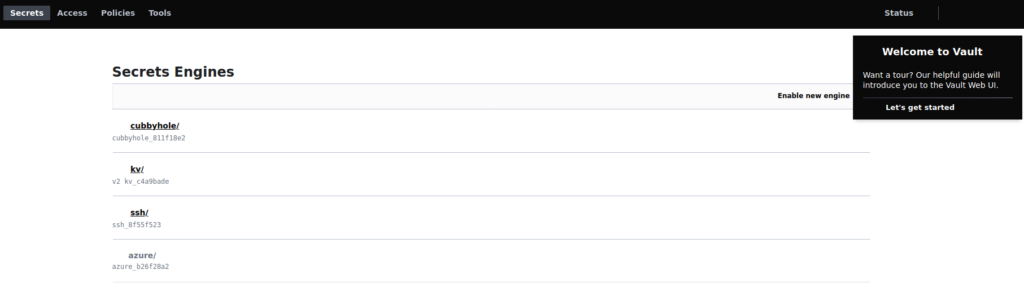 Secrets Access Policies Tools Status
Welcome to Vault
Want a tour? Our helpful guide will
introduce you to the Vault Web UI.
Let's get started
Secrets Engines
Enable new engine
cubbyhole/
cubbyhole_811f18e2
kv/
v2 kv_c4a9bade
ssh/
ssh_8f55f523
azure/
azure_b26f28a2